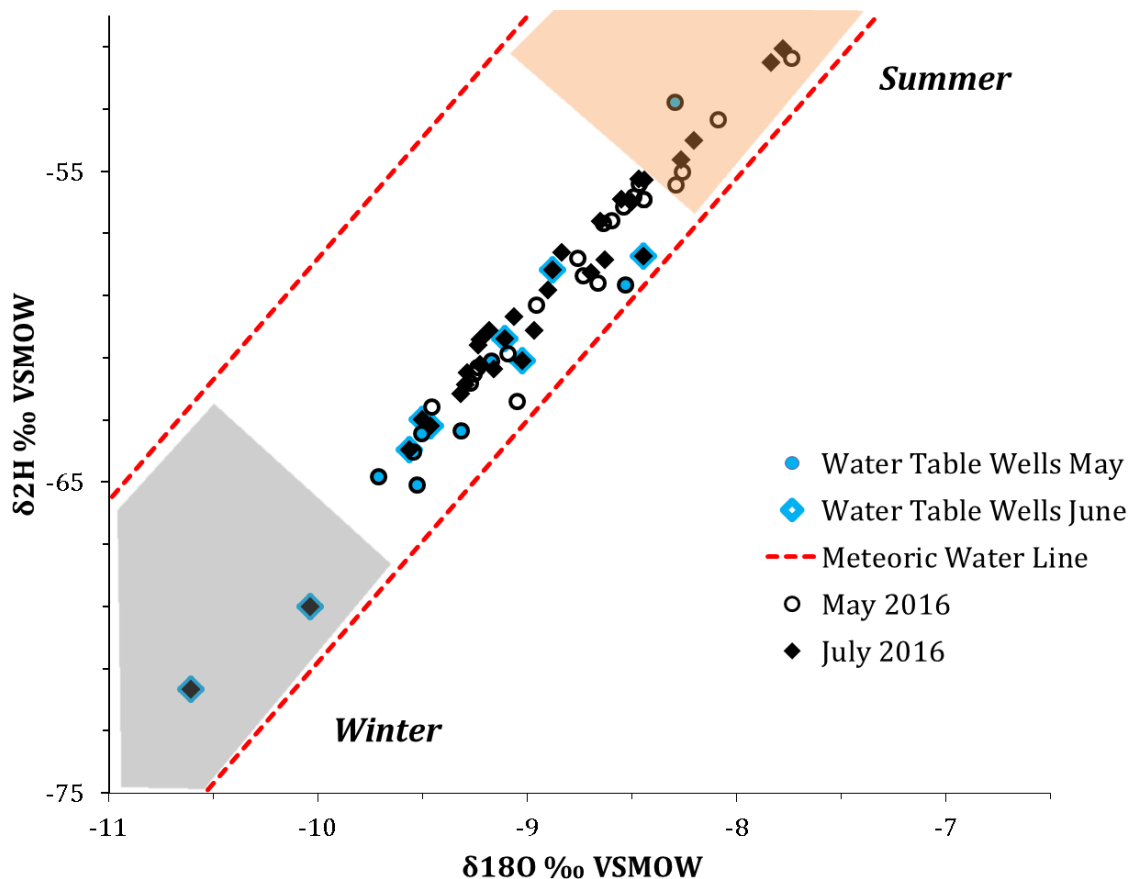 Summer
-55
-65
-75
δ2H ‰ VSMOW
Water Table Wells May
Water Table Wells June
Meteoric Water Line
May 2016
July 2016
Winter
-11
-10
-9
-8
-7
δ18O ‰ VSMOW